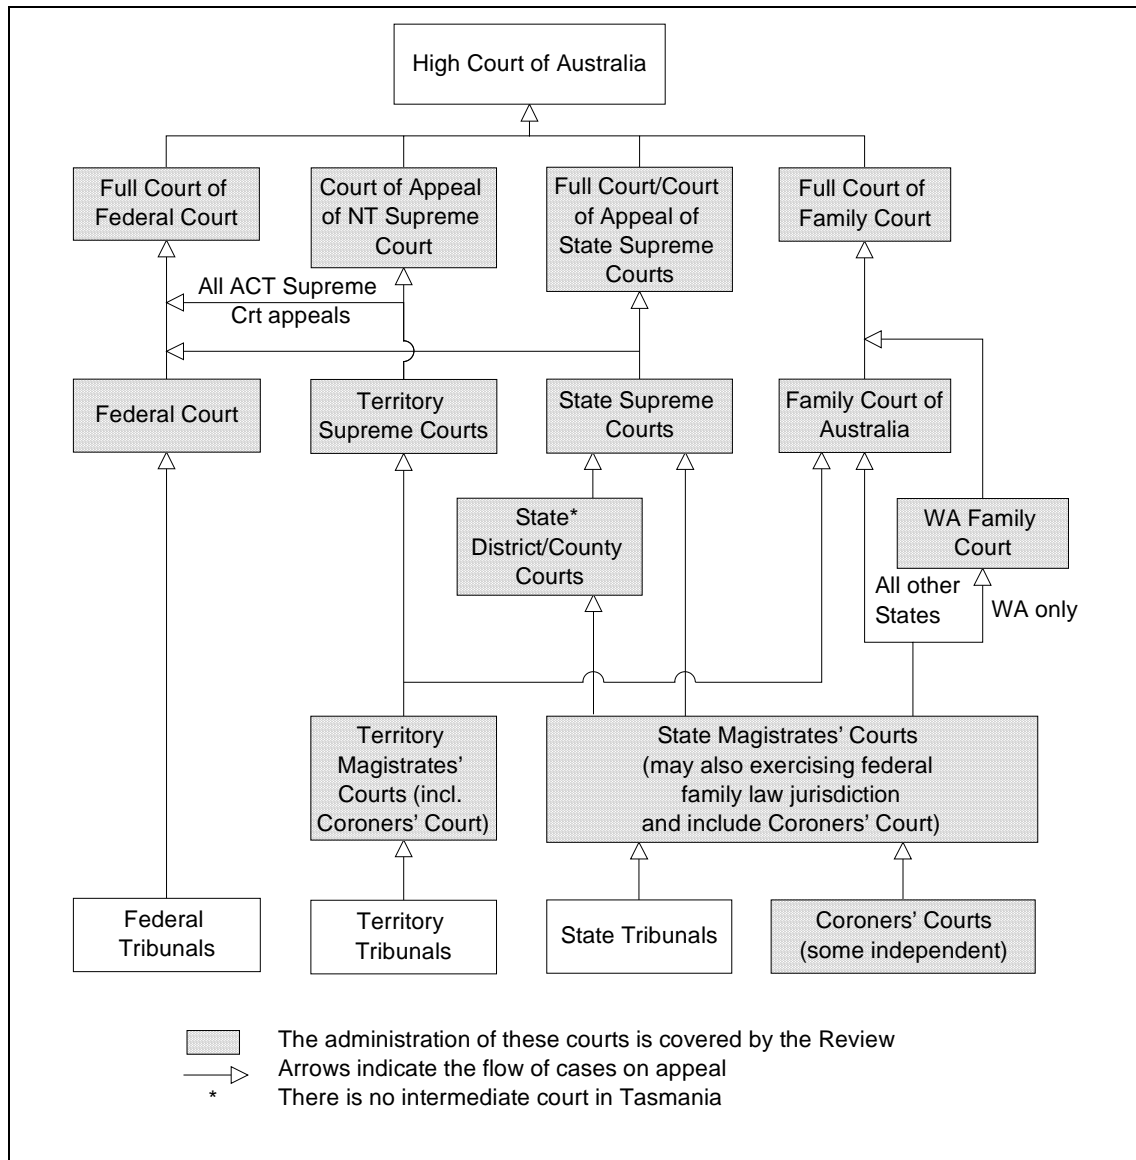 High Court of Australia
Full Court of
Federal Court
Court of Appeal
of NT Supreme
Court
Full Court/Court
of Appeal of
State Supreme
Courts
Full Court of
Family Court
All ACT Supreme
Crt appeals
Federal Court
Territory
Supreme Courts
State Supreme
Courts
Family Court of
Australia
State*
District/County
Courts
WA Family
Court
All other
States
WA only
Territory
Magistrates’
Courts (incl.
Coroners’ Court)
State Magistrates’ Courts
(may also exercising federal
family law jurisdiction
and include Coroners’ Court)
Federal
Tribunals
Territory
Tribunals
State Tribunals
Coroners’ Courts
(some independent)
The administration of these courts is covered by the Review
Arrows indicate the flow of cases on appeal
* There is no intermediate court in Tasmania